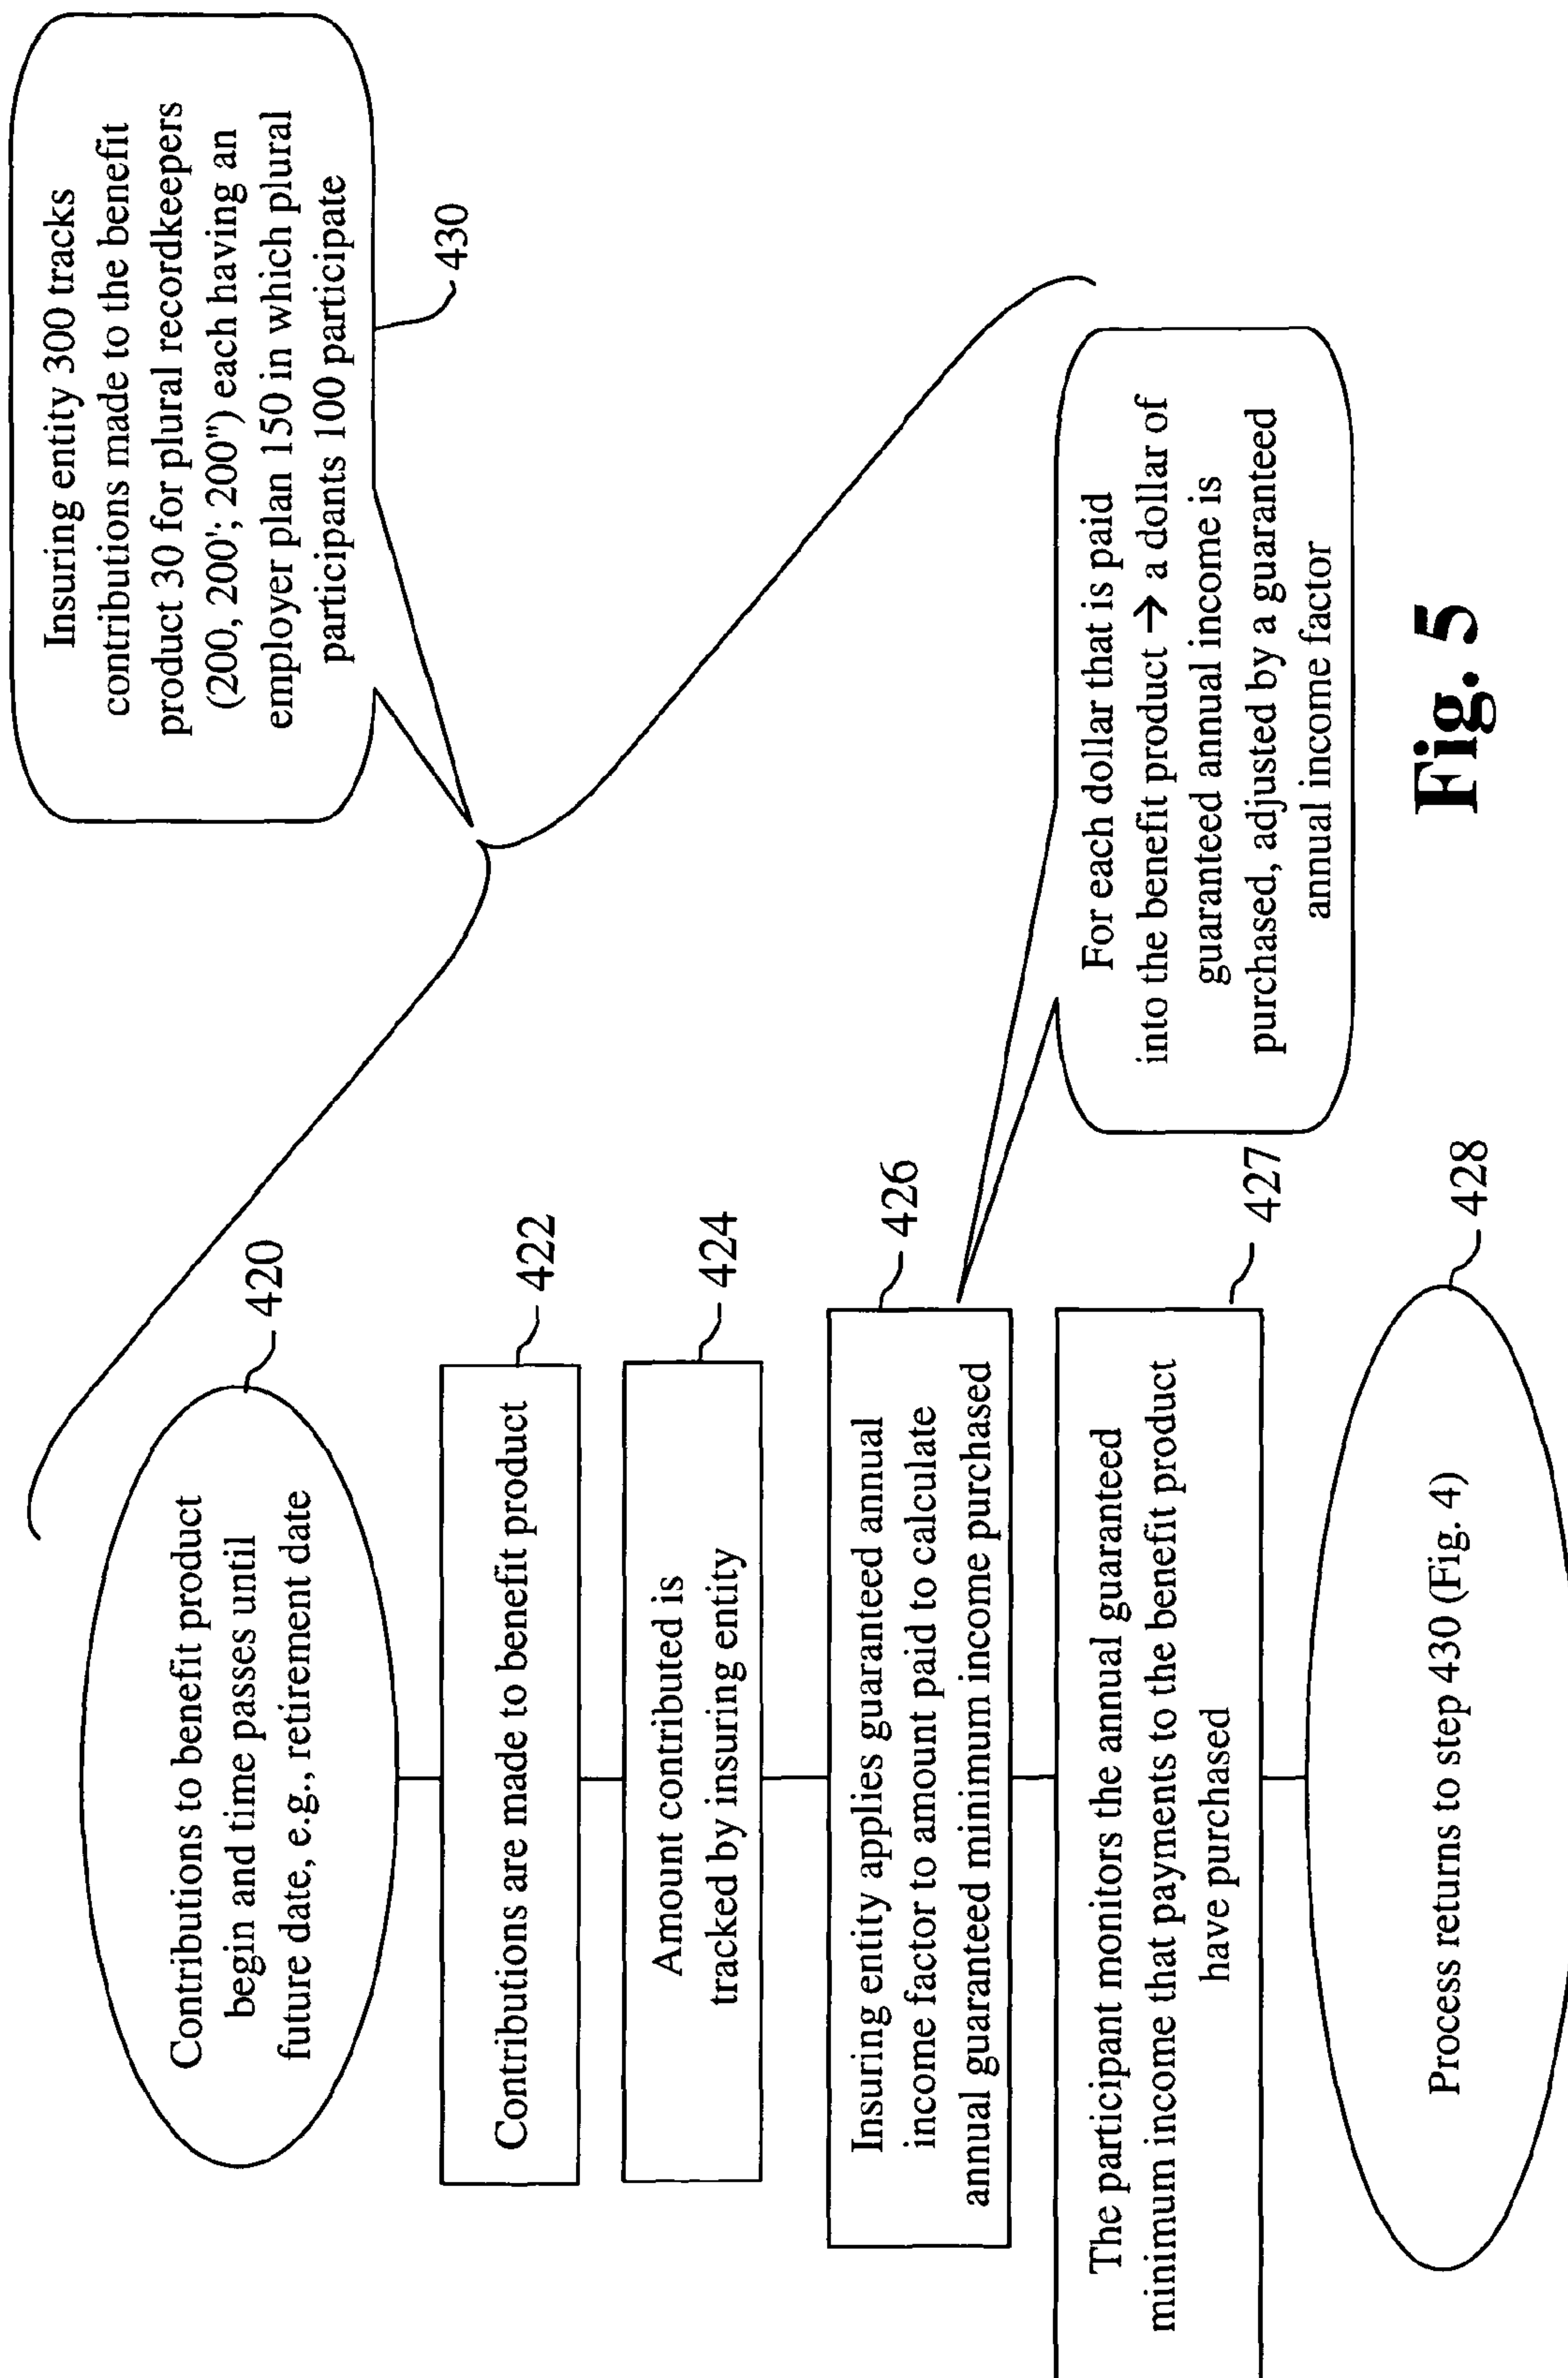 Contributions to benefit product
begin and time passes until
future date, e.g., retirement date
420
Contributions are made to benefit product
422
Amount contributed is
tracked by insuring entity
424
Insuring entity applies guaranteed annual
income factor to amount paid to calculate
annual guaranteed minimum income purchased
426
The participant monitors the annual guaranteed
minimum income that payments to the benefit product
have purchased
427
Process returns to step 430 (Fig. 4)
428
Insuring entity 300 tracks
contributions made to the benefit
product 30 for plural recordkeepers
(200, 200'; 200") each having an
employer plan 150 in which plural
participants 100 participate
430
For each dollar that is paid
into the benefit product → a dollar of
guaranteed annual income is
purchased, adjusted by a guaranteed
annual income factor
Fig. 5